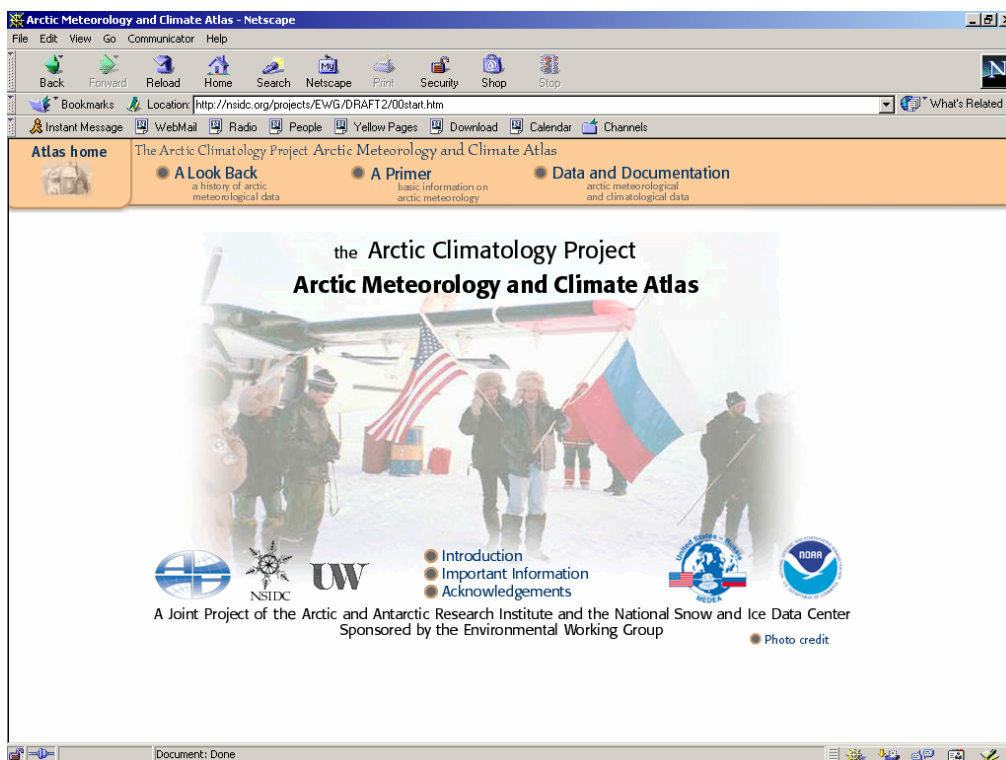 Arctic Meteorology and Climate Atlas - Netscape
File Edit View Go Communicator Help
Back Forward Reload Home Search Netscape Print Security Shop Stop
Bookmarks Location: http://nsidc.org/projects/EWG/DRAFT2/00start.htm What's Related
Instant Message WebMail Radio People Yellow Pages Download Calendar Channels
Atlas home
The Arctic Climatology Project Arctic Meteorology and Climate Atlas
A Look Back
a history of arctic
meteorological data
A Primer
basic information on
arctic meteorology
Data and Documentation
arctic meteorological
and climatological data
the Arctic Climatology Project
Arctic Meteorology and Climate Atlas
NSIDC
UW
Introduction
Important Information
Acknowledgements
United States - Russia
MEDEA
NOAA
A Joint Project of the Arctic and Antarctic Research Institute and the National Snow and Ice Data Center
Sponsored by the Environmental Working Group
Photo credit
Document: Done